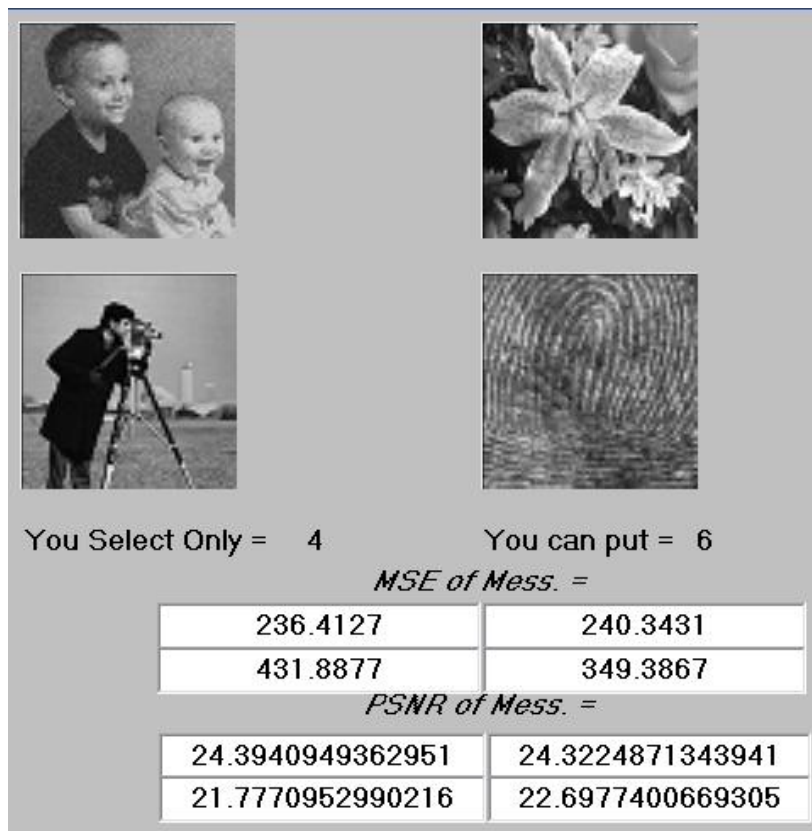 You Select Only = 4 You can put = 6
MSE of Mess. =
236.4127 240.3431
431.8877 349.3867
PSNR of Mess. =
24.3940949362951 24.3224871343941
21.7770952990216 22.6977400669305